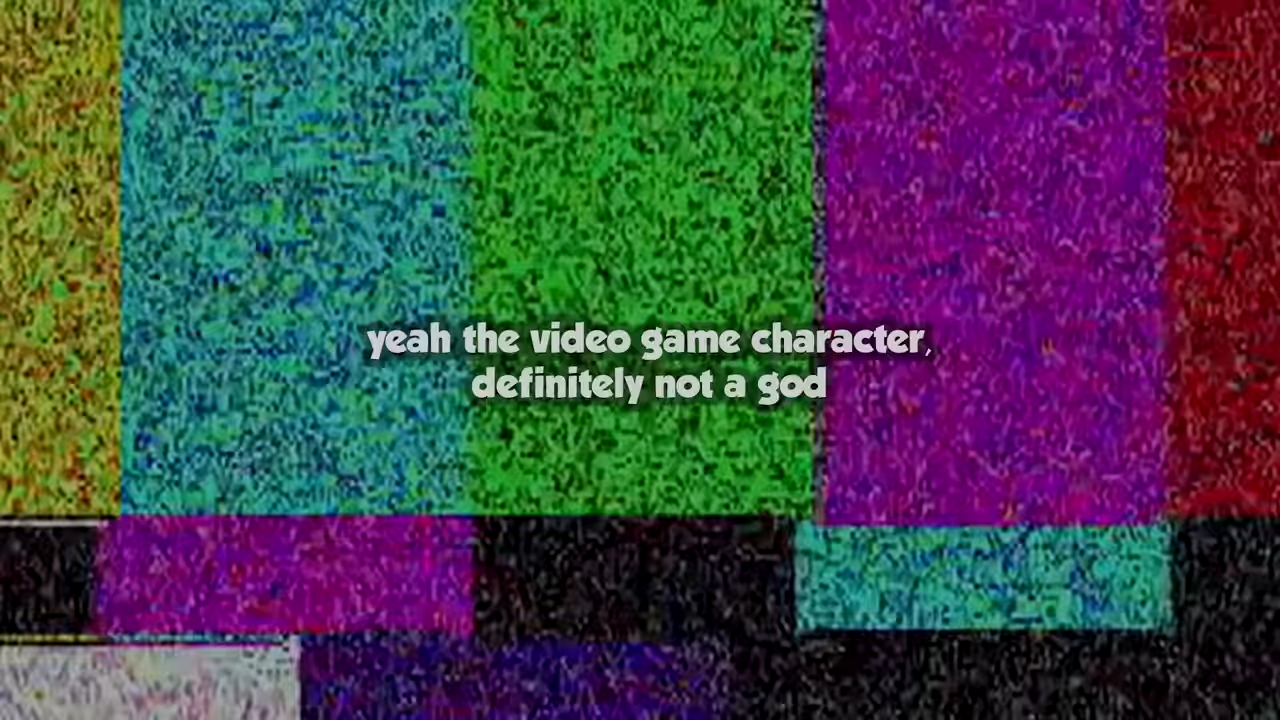 yeah the video game character,
definitely not a god